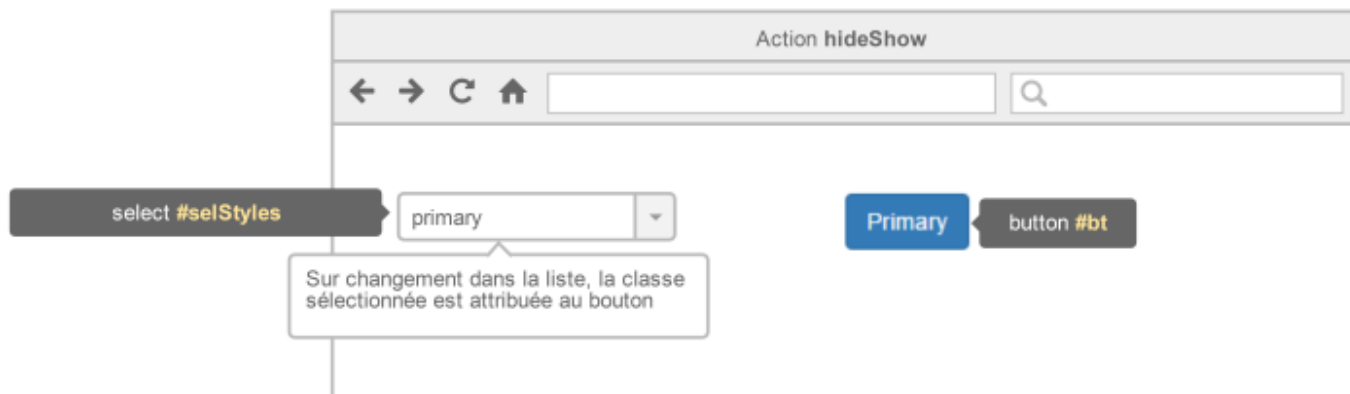 Action hideShow
select #selStyles
primary
Primary
button #bt
Sur changement dans la liste, la classe
sélectionnée est attribuée au bouton